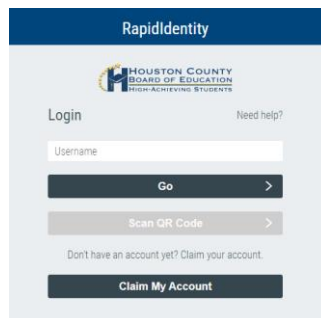 RapidIdentity
HOUSTON COUNTY
BOARD OF EDUCATION
HIGH-ACHIEVING STUDENTS
Login
Need help?
Username
Go
Scan QR Code
Don't have an account yet? Claim your account.
Claim My Account